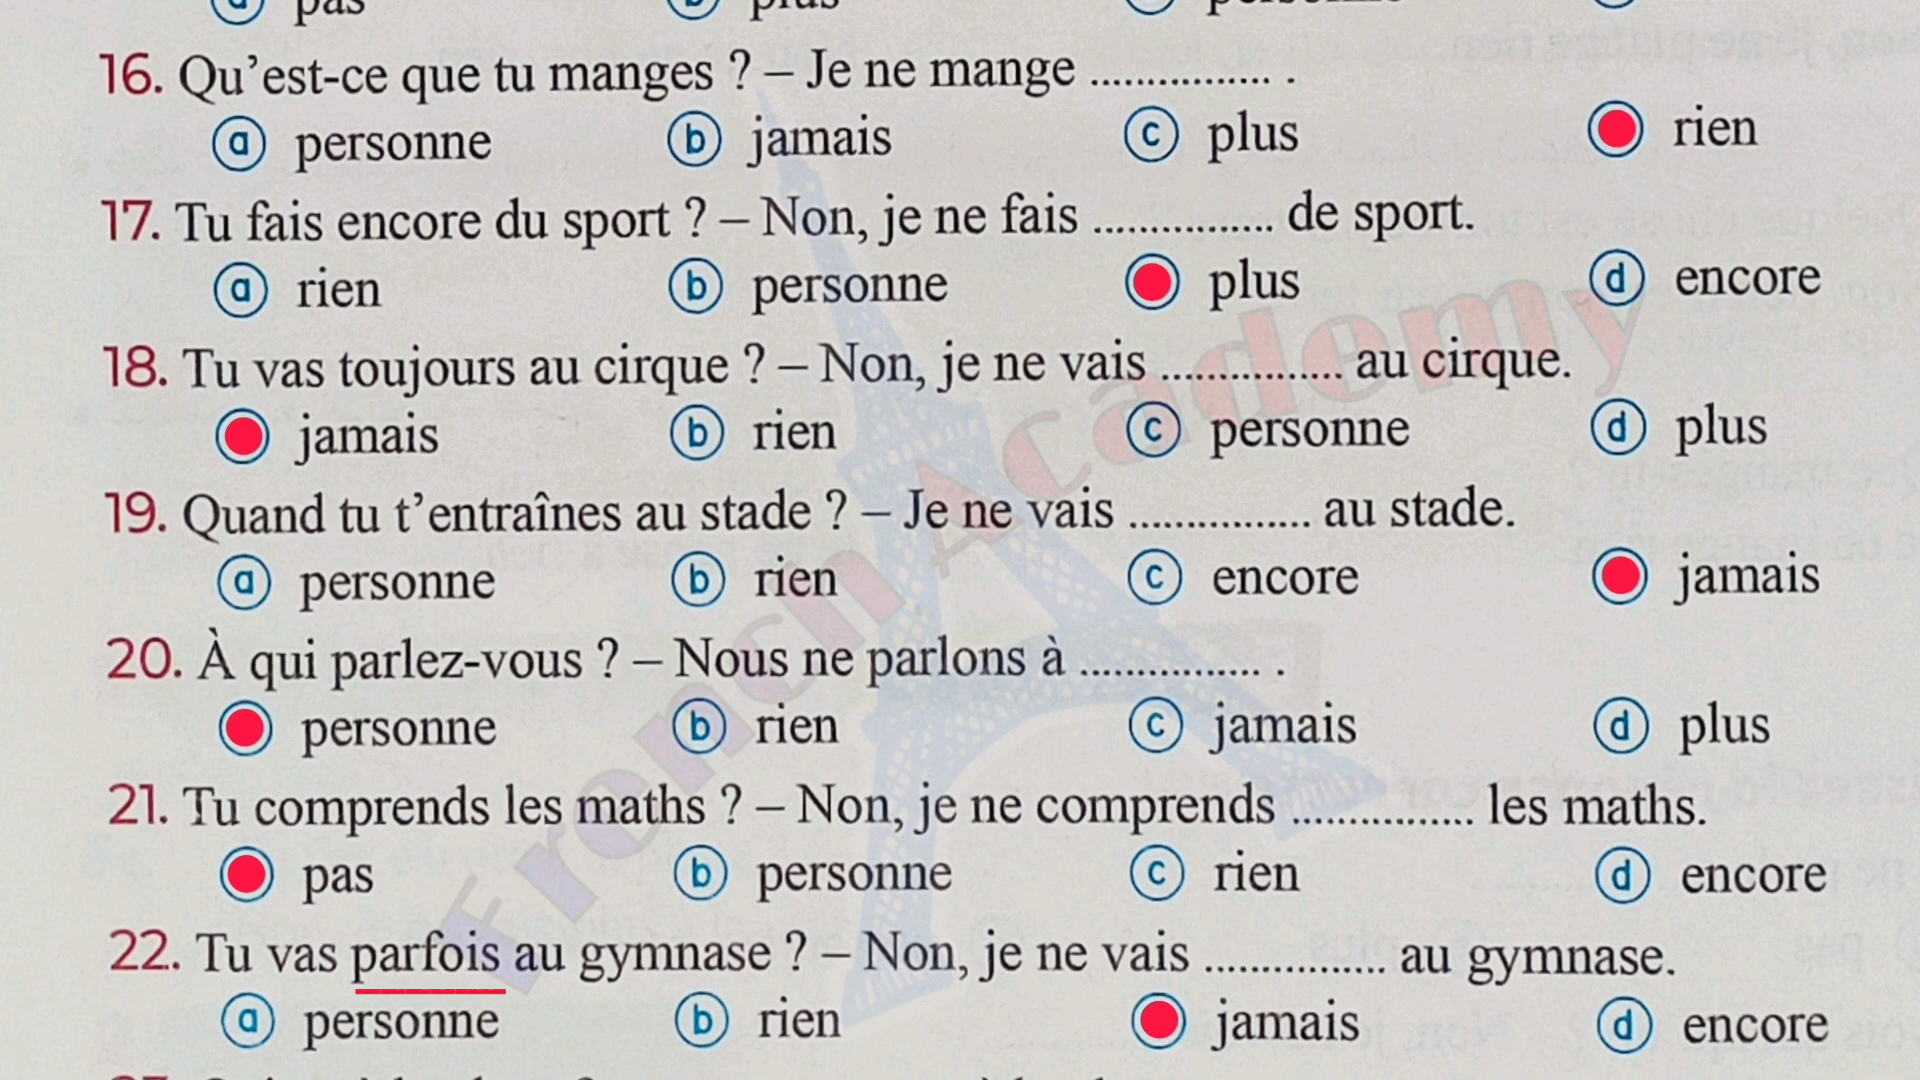 pas plus
16. Qu’est-ce que tu manges ? – Je ne mange ................ .
a personne b jamais c plus rien
17. Tu fais encore du sport ? – Non, je ne fais ................ de sport.
a rien b personne plus d encore
18. Tu vas toujours au cirque ? – Non, je ne vais ................ au cirque.
jamais b rien c personne d plus
19. Quand tu t’entraînes au stade ? – Je ne vais ................ au stade.
a personne b rien c encore jamais
20. À qui parlez-vous ? – Nous ne parlons à ................ .
personne b rien c jamais d plus
21. Tu comprends les maths ? – Non, je ne comprends ................ les maths.
pas b personne c rien d encore
22. Tu vas parfois au gymnase ? – Non, je ne vais ................ au gymnase.
a personne b rien jamais d encore
French Academy